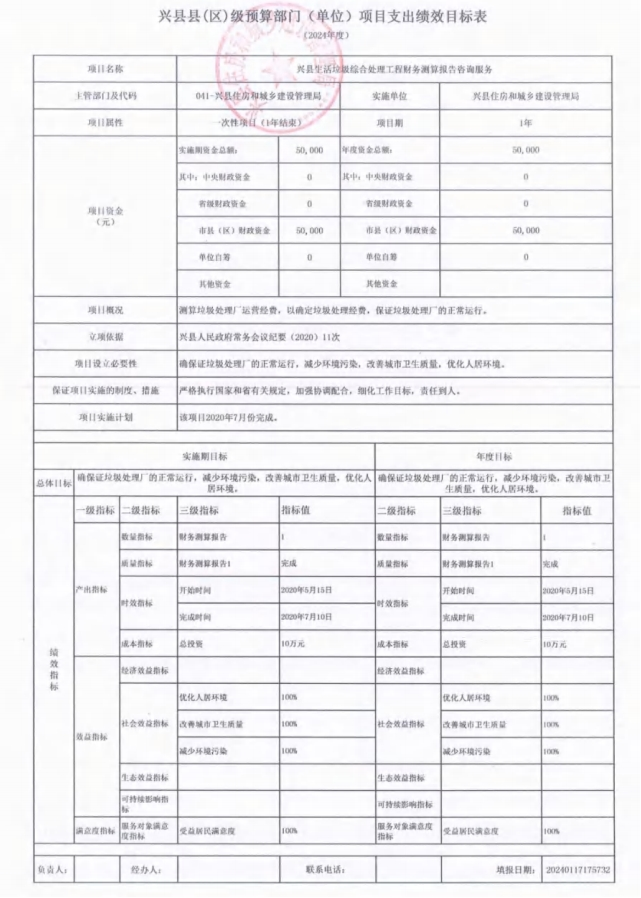 兴县县(区)级预算部门（单位）项目支出绩效目标表
（2024年度）
项目名称 兴县生活垃圾综合处理工程财务测算报告咨询服务
主管部门及代码 041-兴县住房和城乡建设管理局 实施单位 兴县住房和城乡建设管理局
项目属性 一次性项目（1年结束） 项目期 1年
项目资金
（元）
实施期资金总额： 50,000 年度资金总额： 50,000
其中：中央财政资金 0 其中：中央财政资金 0
省级财政资金 0 省级财政资金 0
市县（区）财政资金 50,000 市县（区）财政资金 50,000
单位自筹 0 单位自筹 0
其他资金 其他资金
项目概况 测算垃圾处理厂运营经费，以确定垃圾处理经费，保证垃圾处理厂的正常运行。
立项依据 兴县人民政府常务会议纪要（2020）11次
项目设立必要性 确保证垃圾处理厂的正常运行，减少环境污染，改善城市卫生质量，优化人居环境。
保证项目实施的制度、措施 严格执行国家和省有关规定，加强协调配合，细化工作目标，责任到人。
项目实施计划 该项目2020年7月份完成。
实施期目标 年度目标
总体目标 确保证垃圾处理厂的正常运行，减少环境污染，改善城市卫生质量，优化人居环境。 确保证垃圾处理厂的正常运行，减少环境污染，改善城市卫生质量，优化人居环境。
绩效指标
一级指标 二级指标 三级指标 指标值 二级指标 三级指标 指标值
产出指标
数量指标 财务测算报告 1 数量指标 财务测算报告 1
质量指标 财务测算报告1 完成 质量指标 财务测算报告1 完成
时效指标 开始时间 2020年5月15日 时效指标 开始时间 2020年5月15日
完成时间 2020年7月10日 完成时间 2020年7月10日
成本指标 总投资 10万元 成本指标 总投资 10万元
效益指标
经济效益指标 经济效益指标
社会效益指标 优化人居环境 100% 社会效益指标 优化人居环境 100%
改善城市卫生质量 100% 改善城市卫生质量 100%
减少环境污染 100% 减少环境污染 100%
生态效益指标 生态效益指标
可持续影响指标 可持续影响指标
满意度指标 服务对象满意度指标 受益居民满意度 100% 服务对象满意度指标 受益居民满意度 100%
负责人： 经办人： 联系电话： 填报日期： 20240117175732